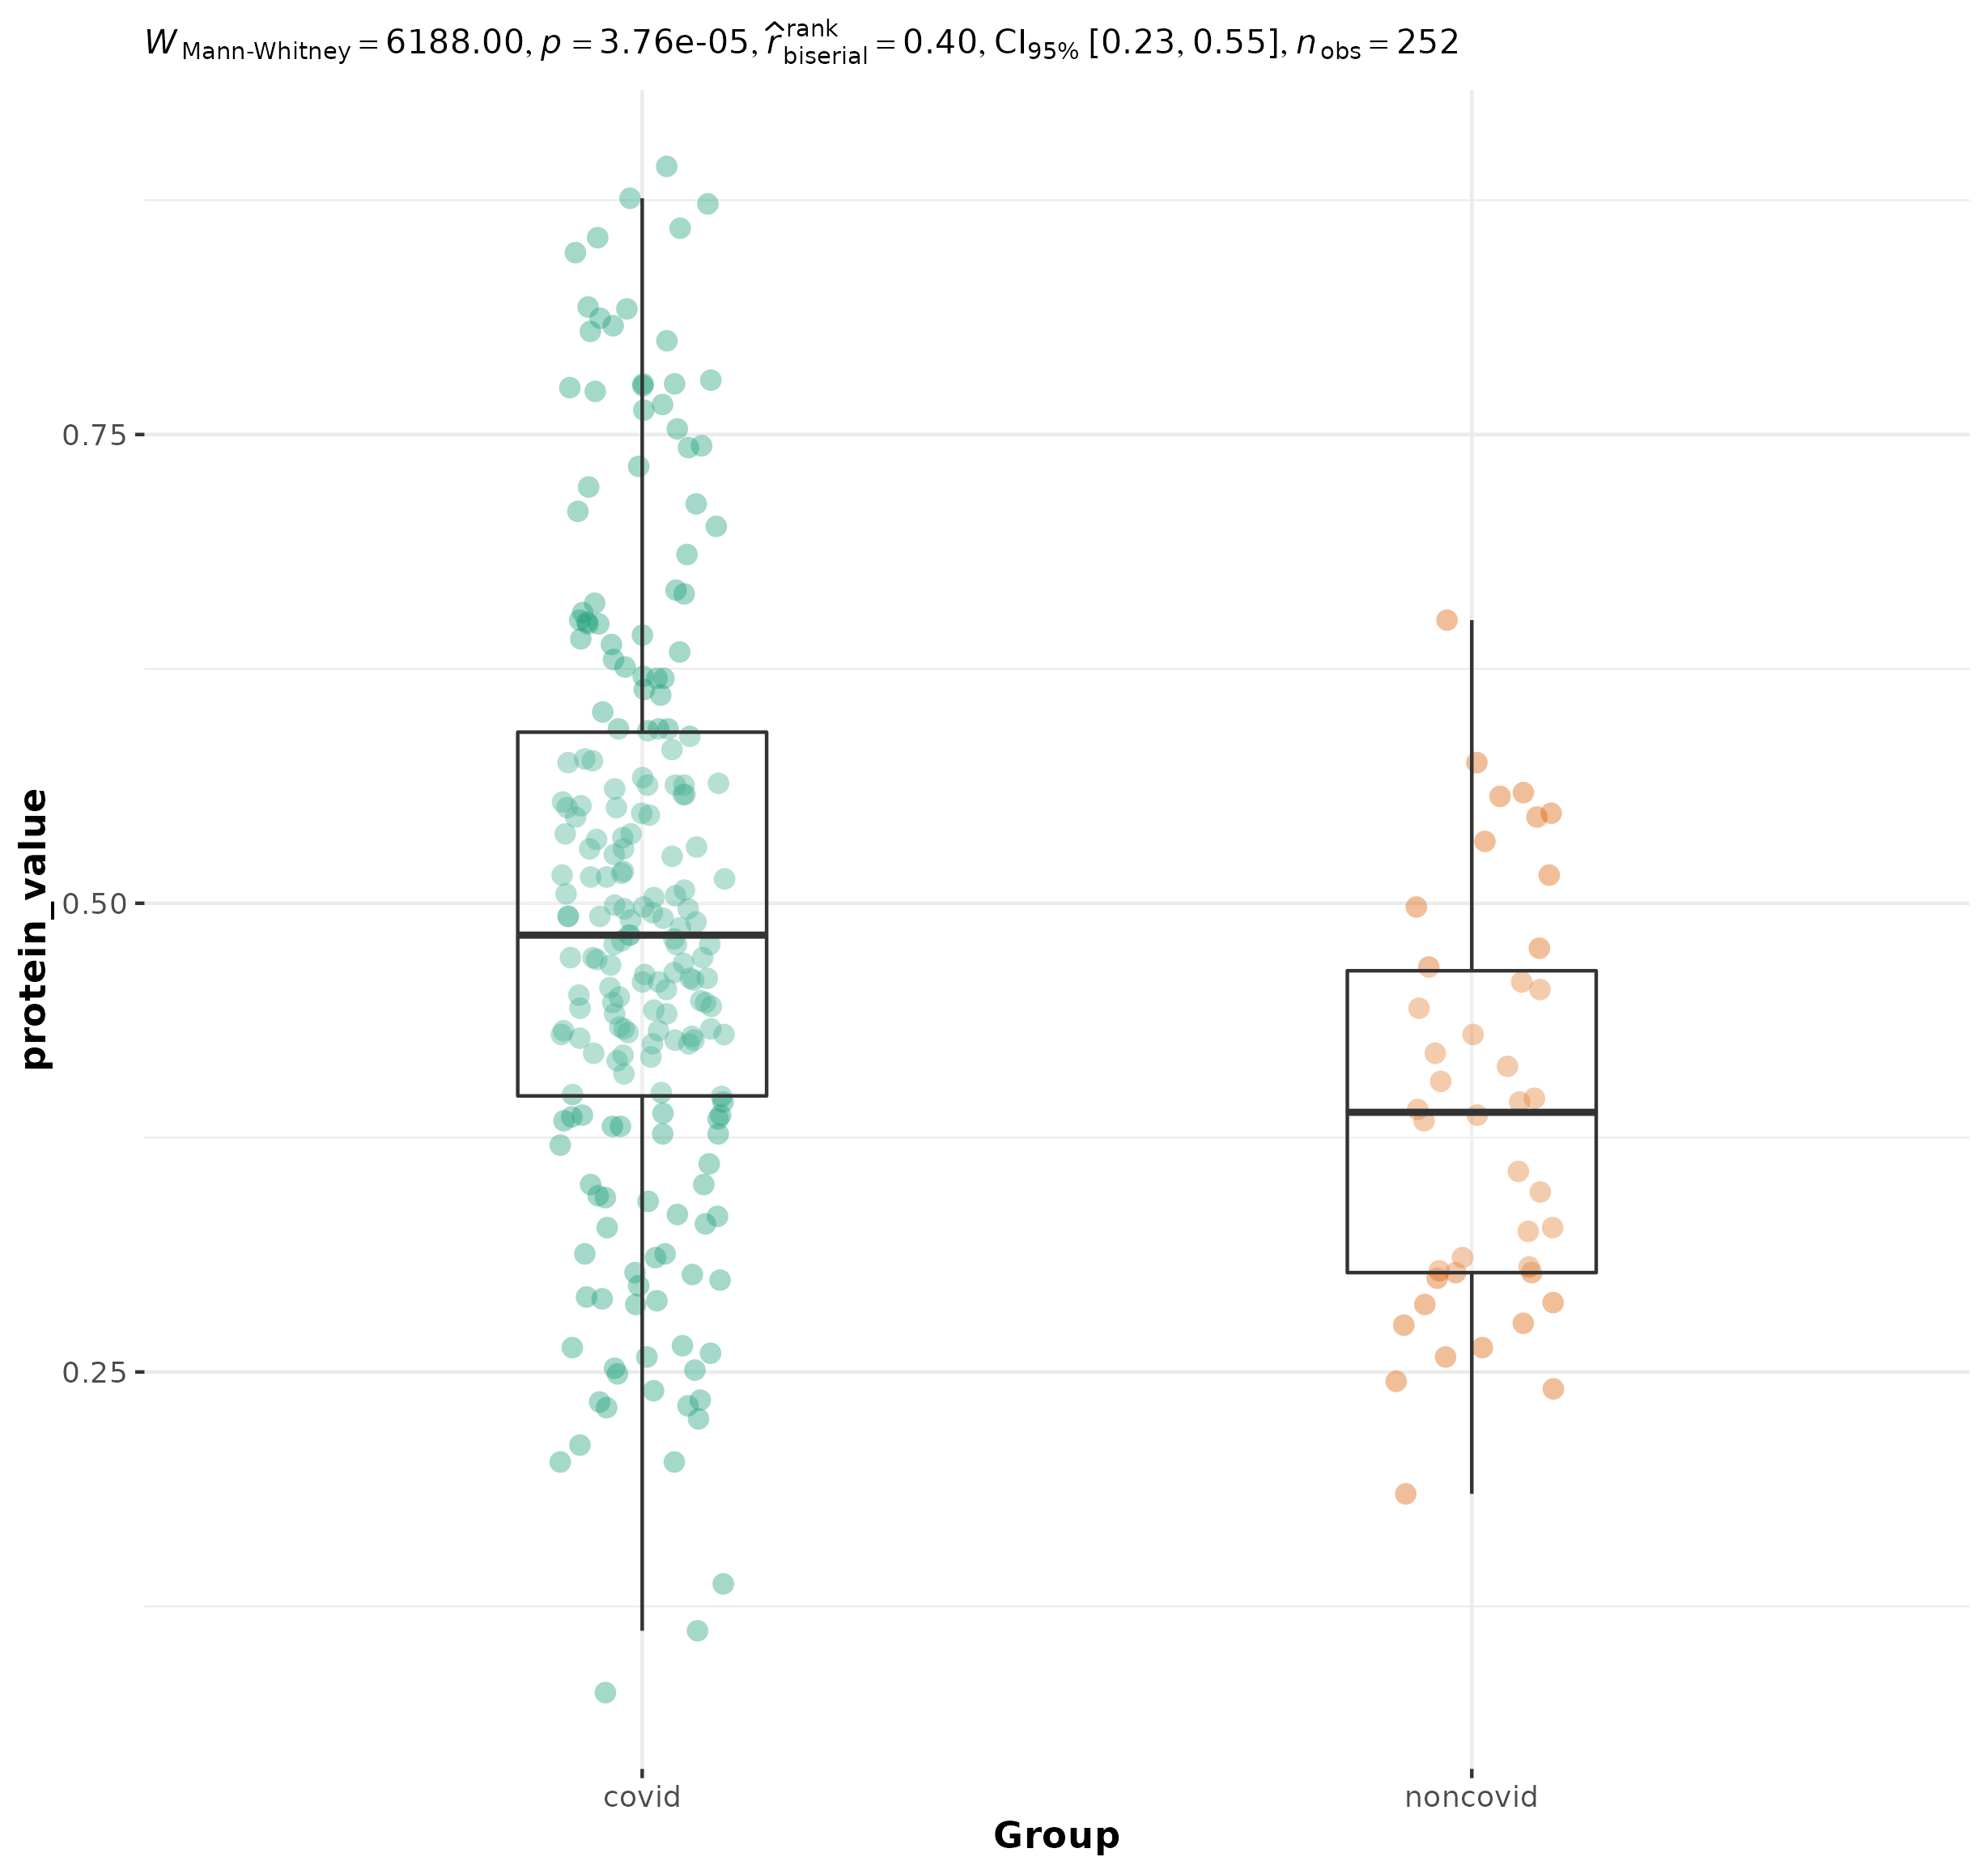 W Mann-Whitney = 6188.00, p = 3.76e-05, r̂ rank biserial = 0.40, CI95% [0.23, 0.55], n obs = 252
protein_value
0.75
0.50
0.25
covid noncovid
Group